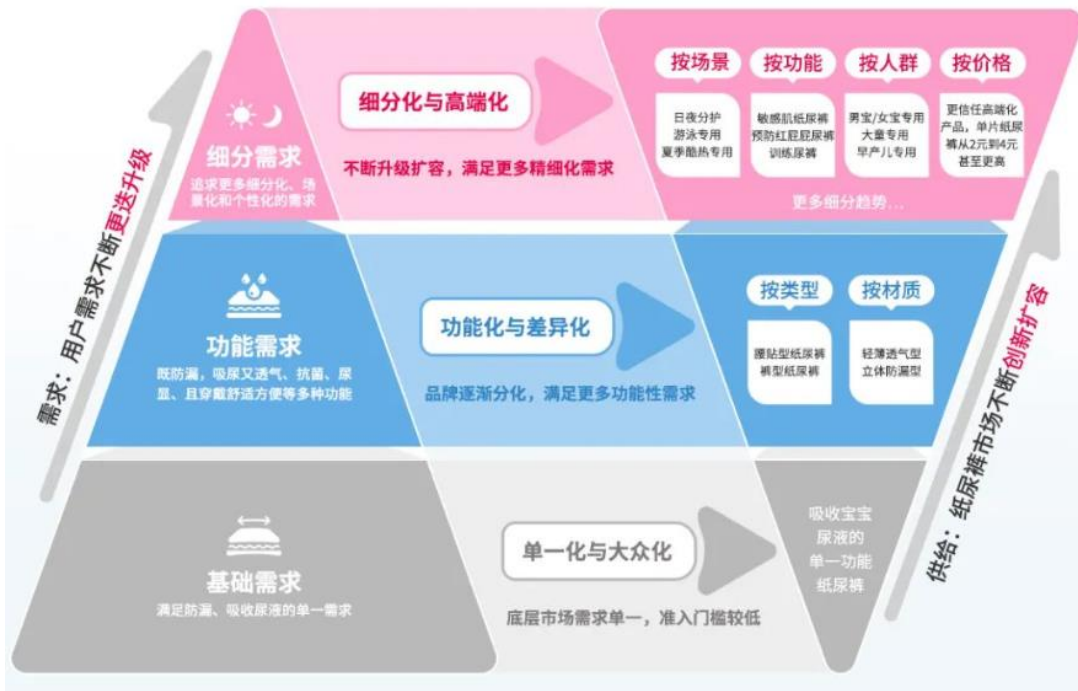 需求：用户需求不断更迭升级
细分需求
追求更多细分化、场
景化和个性化的需求
细分化与高端化
不断升级扩容，满足更多精细化需求
按场景
日夜分护
游泳专用
夏季酷热专用
按功能
敏感肌纸尿裤
预防红屁屁尿裤
训练尿裤
按人群
男宝/女宝专用
大童专用
早产儿专用
按价格
更信任高端化
产品，单片纸尿
裤从2元到4元
甚至更高
更多细分趋势...
功能需求
既防漏，吸尿又透气、抗菌、尿
显、且穿戴舒适方便等多种功能
功能化与差异化
品牌逐渐分化，满足更多功能性需求
按类型
腰贴型纸尿裤
裤型纸尿裤
按材质
轻薄透气型
立体防漏型
基础需求
满足防漏、吸收尿液的单一需求
单一化与大众化
底层市场需求单一，准入门槛较低
吸收宝宝
尿液的
单一功能
纸尿裤
供给：纸尿裤市场不断创新扩容